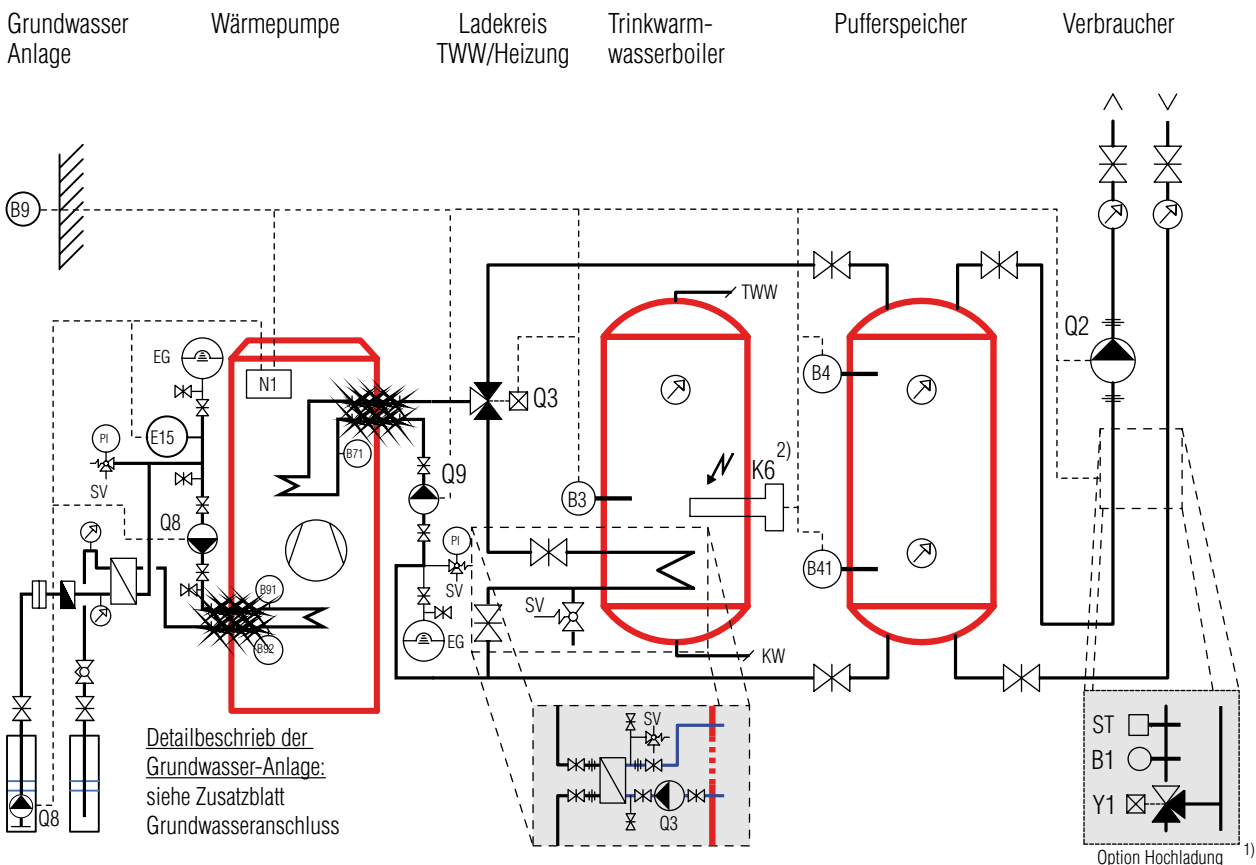 Grundwasser
Anlage
Wärmepumpe
Ladekreis
TWW/Heizung
Trinkwarm-
wasserboiler
Pufferspeicher
Verbraucher
B9
TWW
Q2
EG
N1
B4
Q3
PI
E15
SV
B71
Q9
K6 2)
B3
Q8
PI
SV
B41
B91
SV
B92
EG
KW
Detailbeschrieb der
Grundwasser-Anlage:
siehe Zusatzblatt
Grundwasseranschluss
Q8
SV
Q3
ST
B1
Y1
Option Hochladung 1)